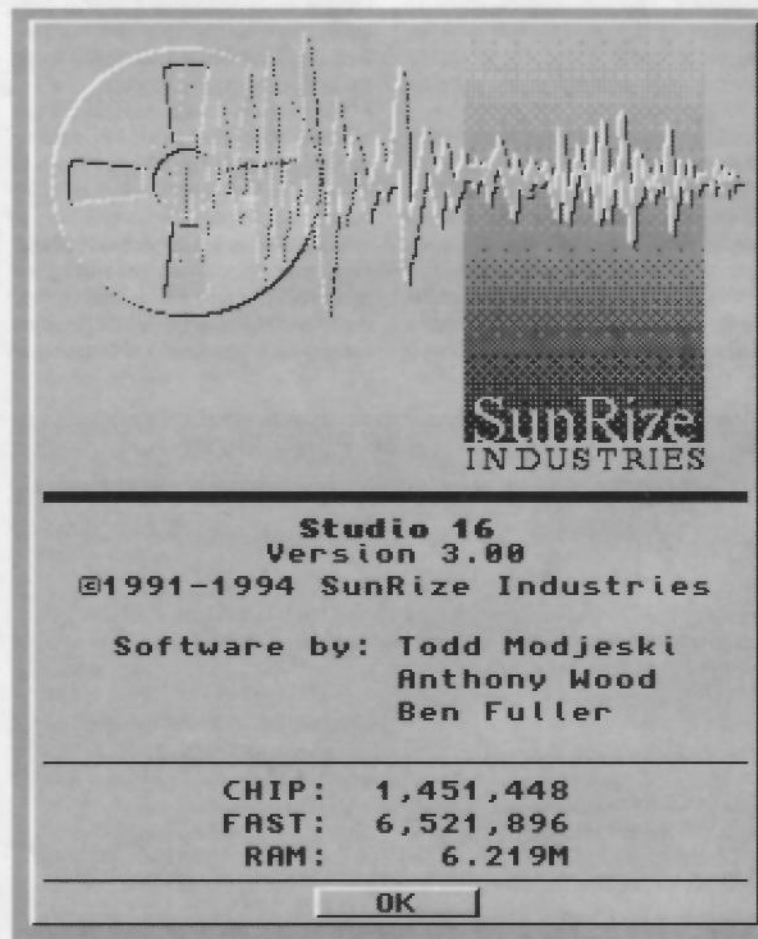 SunRize
INDUSTRIES
Studio 16
Version 3.00
©1991-1994 SunRize Industries
Software by: Todd Modjeski
Anthony Wood
Ben Fuller
CHIP: 1,451,448
FAST: 6,521,896
RAM: 6.219M
OK